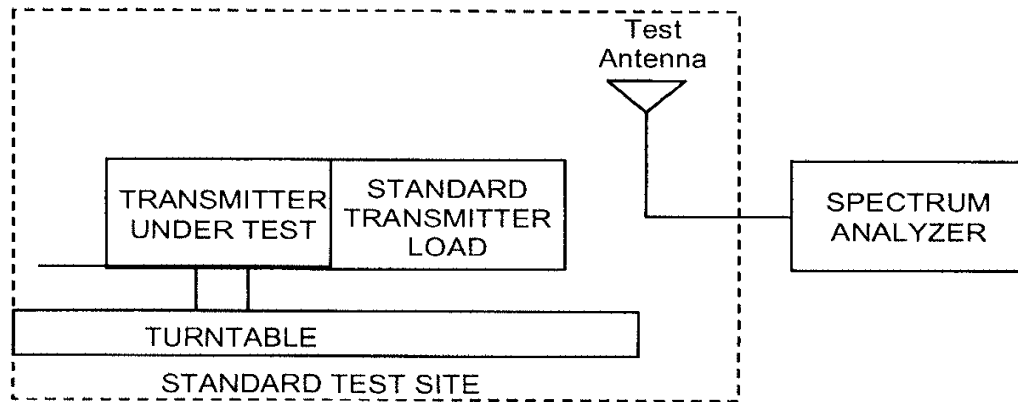 Test
Antenna
TRANSMITTER
UNDER TEST
STANDARD
TRANSMITTER
LOAD
SPECTRUM
ANALYZER
TURNTABLE
STANDARD TEST SITE